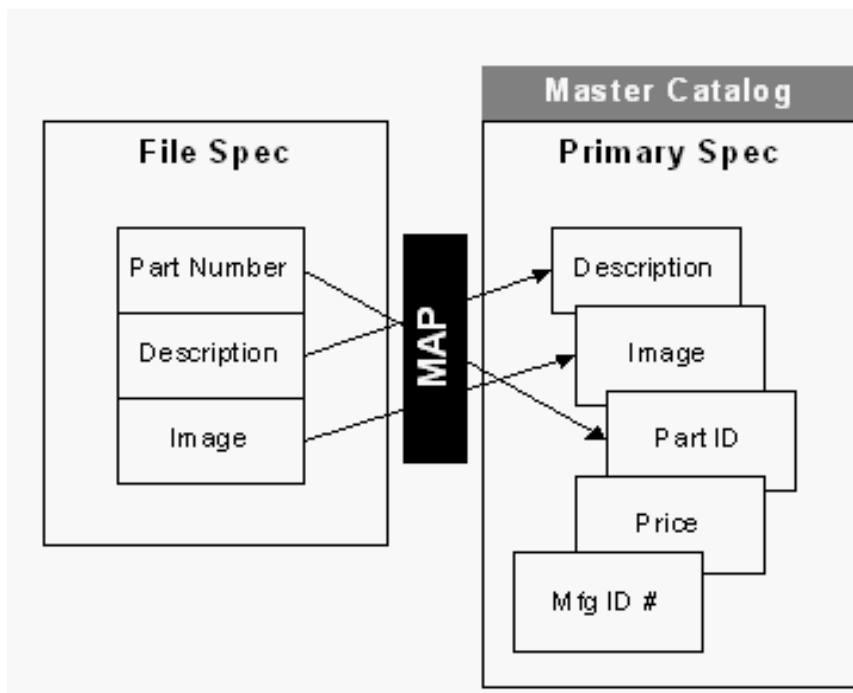 Master Catalog
File Spec
Primary Spec
Part Number
Description
Image
MAP
Description
Image
Part ID
Price
Mfg ID #